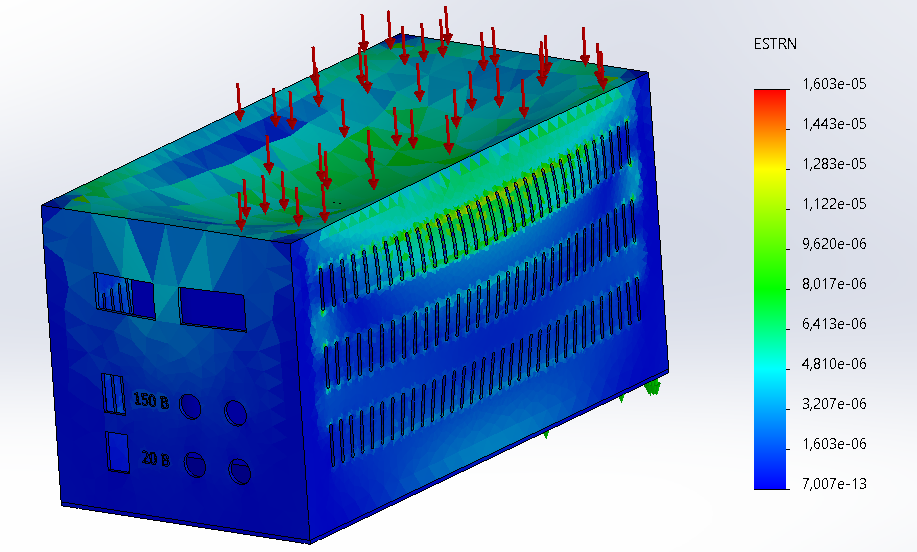 ESTRN
1,603e-05
1,443e-05
1,283e-05
1,122e-05
9,620e-06
8,017e-06
6,413e-06
4,810e-06
3,207e-06
1,603e-06
7,007e-13
150 В
20 В